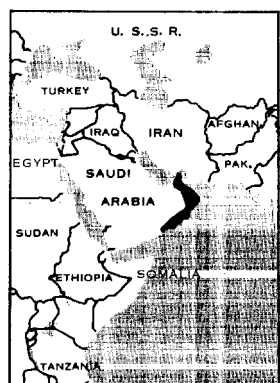 U. S. S. R.
TURKEY
AFGHAN.
IRAQ
IRAN
EGYPT
PAK.
SAUDI
ARABIA
SUDAN
ETHIOPIA
SOMALIA
TANZANIA